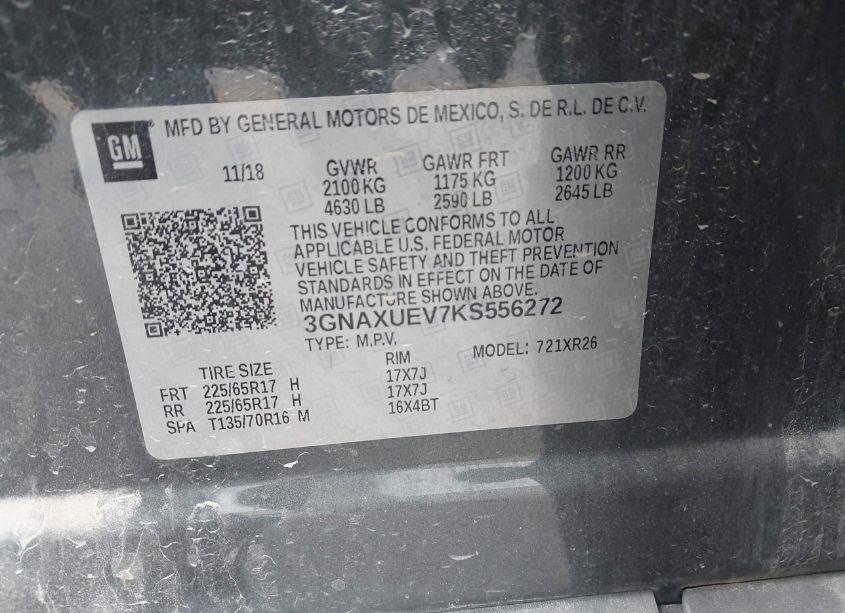 GM
MFD BY GENERAL MOTORS DE MEXICO, S. DE R.L. DE C.V.
11/18 GVWR GAWR FRT GAWR RR
2100 KG 1175 KG 1200 KG
4630 LB 2590 LB 2645 LB
THIS VEHICLE CONFORMS TO ALL
APPLICABLE U.S. FEDERAL MOTOR
VEHICLE SAFETY AND THEFT PREVENTION
STANDARDS IN EFFECT ON THE DATE OF
MANUFACTURE SHOWN ABOVE.
3GNAXUEV7KS556272
TYPE: M.P.V. MODEL: 721XR26
TIRE SIZE RIM
FRT 225/65R17 H 17X7J
RR 225/65R17 H 17X7J
SPA T135/70R16 M 16X4BT